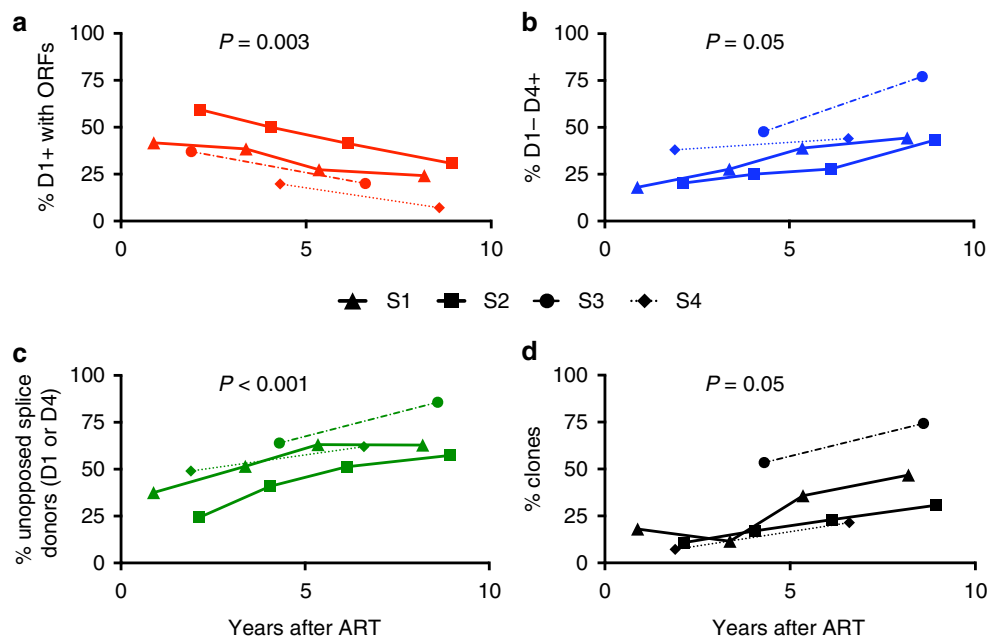 a
P = 0.003
% D1+ with ORFs
100
75
50
25
0
0 5 10
b
P = 0.05
% D1– D4+
100
75
50
25
0
0 5 10
S1 S2 S3 S4
c
P < 0.001
% unopposed splice
donors (D1 or D4)
100
75
50
25
0
0 5 10
Years after ART
d
P = 0.05
% clones
100
75
50
25
0
0 5 10
Years after ART